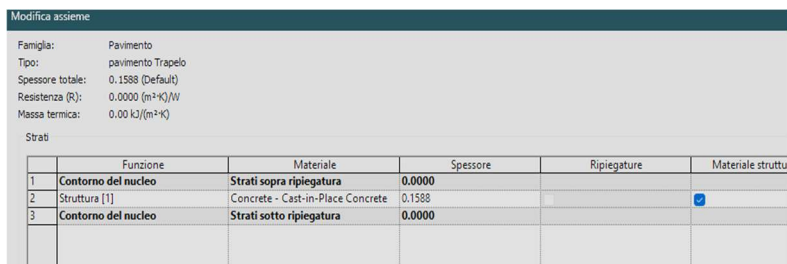 Modifica assieme
Famiglia: Pavimento
Tipo: pavimento Trapelo
Spessore totale: 0.1588 (Default)
Resistenza (R): 0.0000 (m²·K)/W
Massa termica: 0.00 kJ/(m²·K)
Strati
Funzione Materiale Spessore Ripiegature Materiale struttu
1 Contorno del nucleo Strati sopra ripiegatura 0.0000
2 Struttura [1] Concrete - Cast-in-Place Concrete 0.1588
3 Contorno del nucleo Strati sotto ripiegatura 0.0000